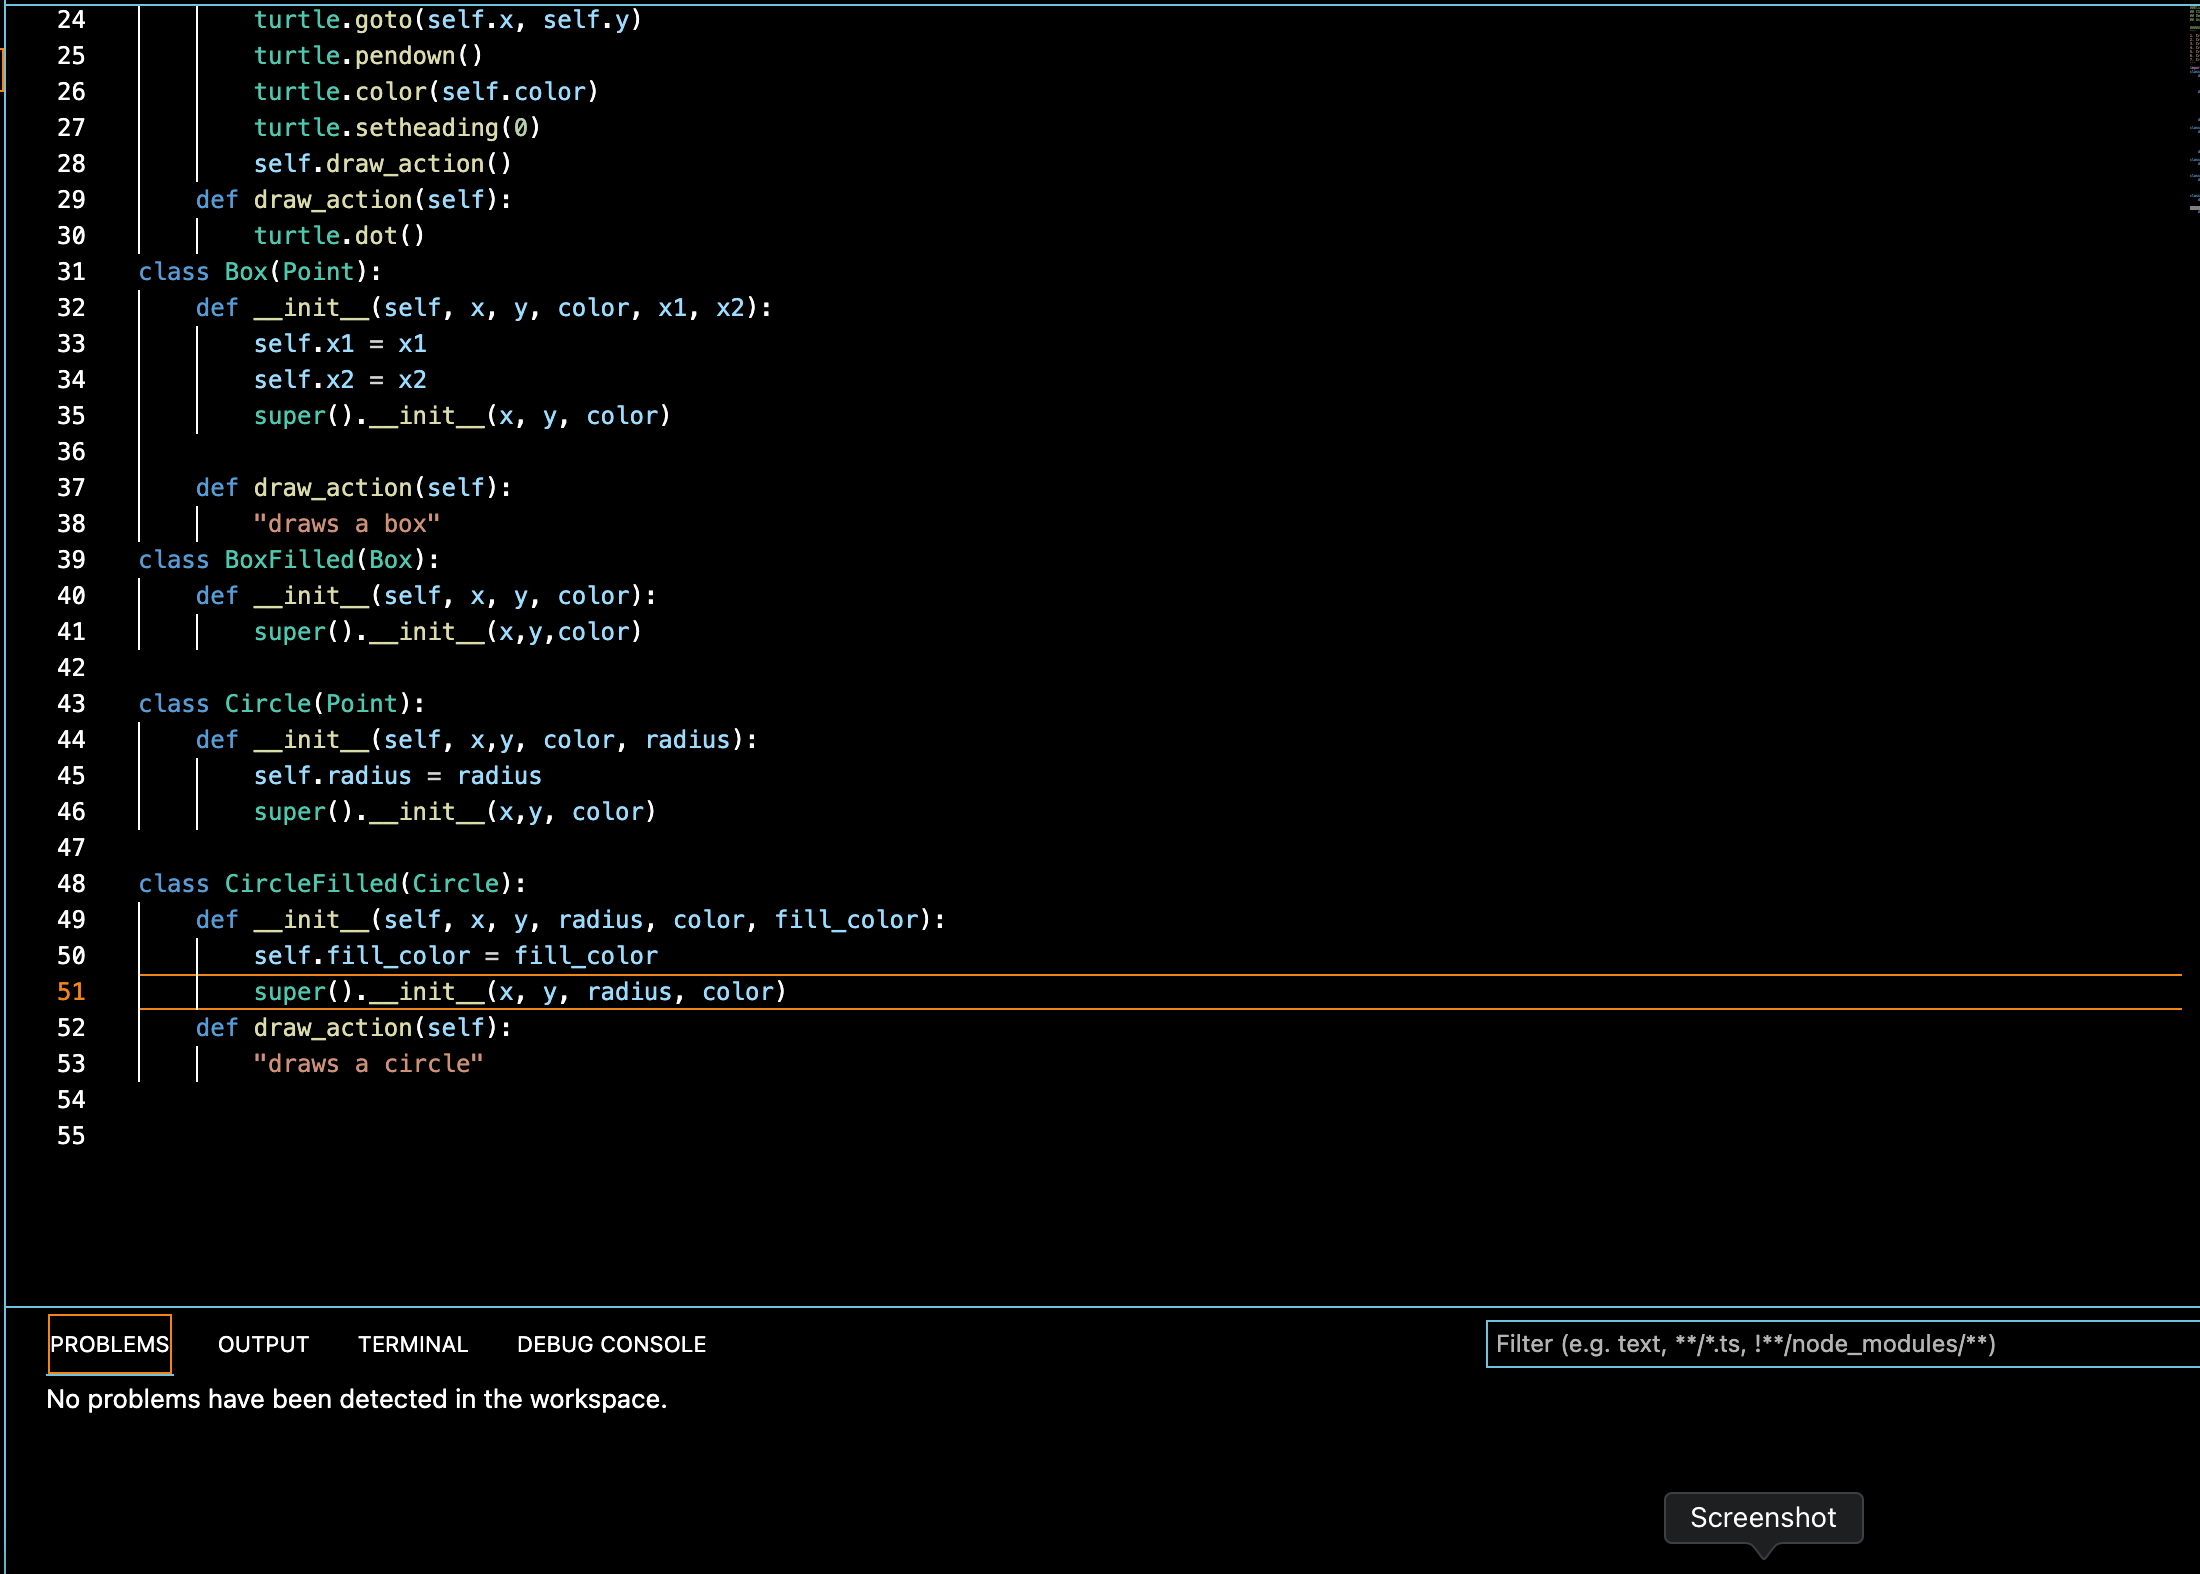 24 turtle.goto(self.x, self.y)
25 turtle.pendown()
26 turtle.color(self.color)
27 turtle.setheading(0)
28 self.draw_action()
29 def draw_action(self):
30 turtle.dot()
31 class Box(Point):
32 def __init__(self, x, y, color, x1, x2):
33 self.x1 = x1
34 self.x2 = x2
35 super().__init__(x, y, color)
36
37 def draw_action(self):
38 "draws a box"
39 class BoxFilled(Box):
40 def __init__(self, x, y, color):
41 super().__init__(x,y,color)
42
43 class Circle(Point):
44 def __init__(self, x,y, color, radius):
45 self.radius = radius
46 super().__init__(x,y, color)
47
48 class CircleFilled(Circle):
49 def __init__(self, x, y, radius, color, fill_color):
50 self.fill_color = fill_color
51 super().__init__(x, y, radius, color)
52 def draw_action(self):
53 "draws a circle"
54
55
PROBLEMS OUTPUT TERMINAL DEBUG CONSOLE Filter (e.g. text, **/*.ts, !**/node_modules/**)
No problems have been detected in the workspace.
Screenshot